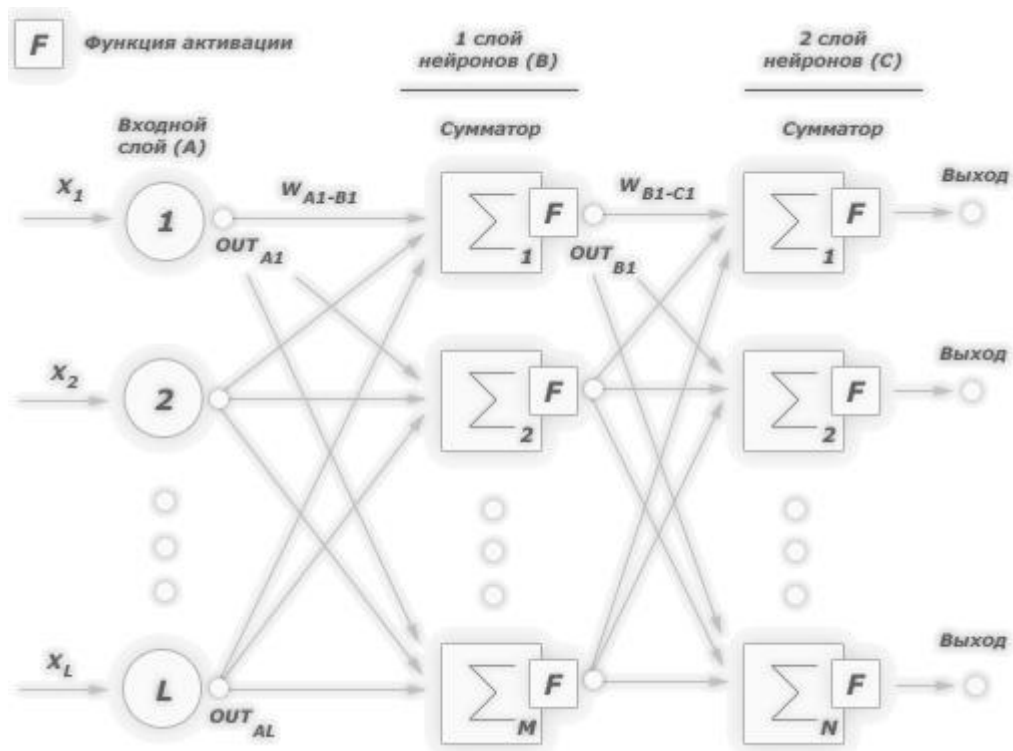 F Функция активации
1 слой
нейронов (B)
2 слой
нейронов (C)
Входной
слой (A)
Сумматор
Сумматор
X1
1
WA1-B1
OUTA1
∑1
F
WB1-C1
OUTB1
∑1
F
Выход
X2
2
∑2
F
∑2
F
Выход
XL
L
OUTAL
∑M
F
∑N
F
Выход